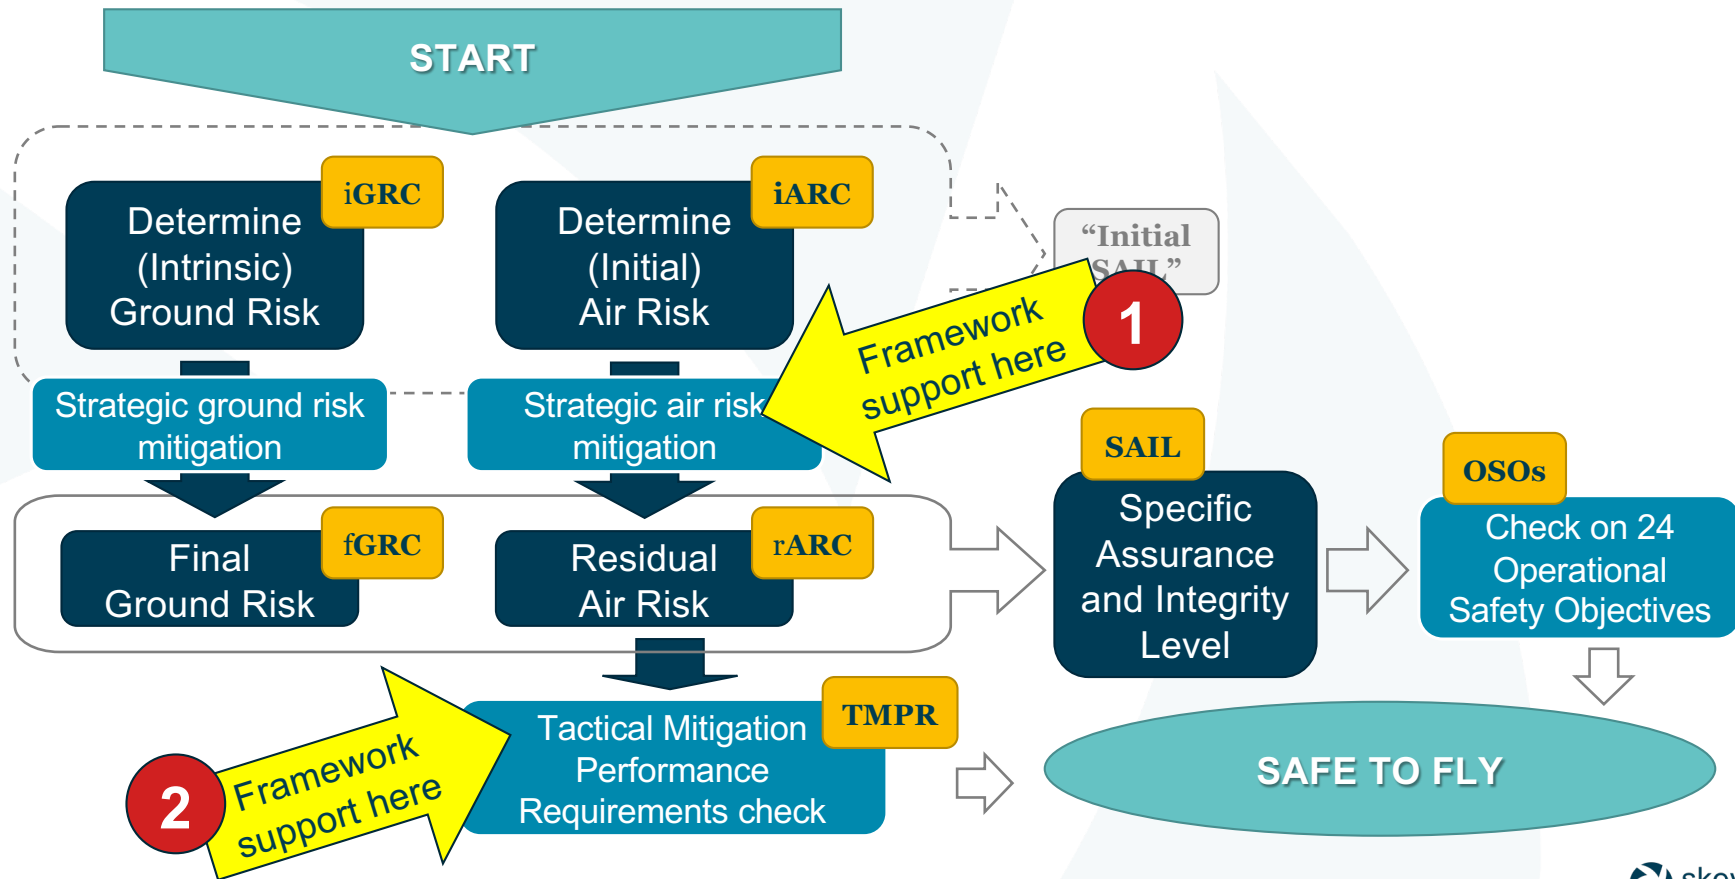 START
iGRC
Determine
(Intrinsic)
Ground Risk
iARC
Determine
(Initial)
Air Risk
“Initial
SAIL”
1
Framework
support here
Strategic ground risk
mitigation
Strategic air risk
mitigation
SAIL
Specific
Assurance
and Integrity
Level
OSOs
Check on 24
Operational
Safety Objectives
fGRC
Final
Ground Risk
rARC
Residual
Air Risk
TMPR
Tactical Mitigation
Performance
Requirements check
2
Framework
support here
SAFE TO FLY